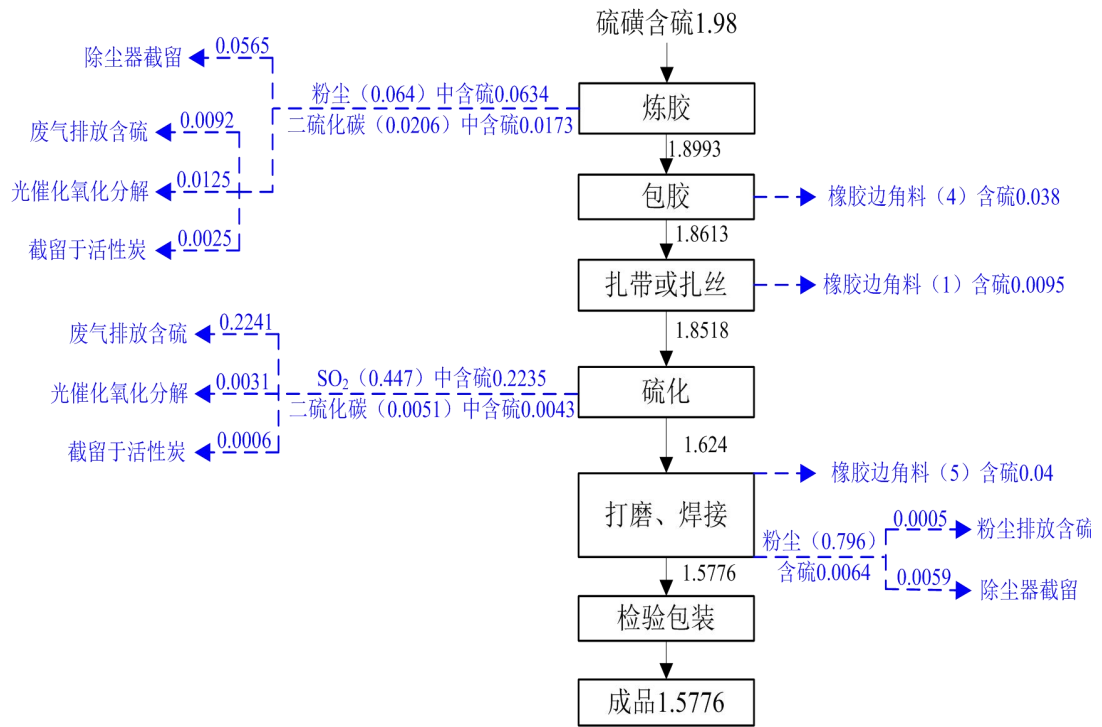 硫磺含硫1.98
0.0565
除尘器截留
粉尘（0.064）中含硫0.0634
二硫化碳（0.0206）中含硫0.0173
炼胶
0.0092
废气排放含硫
1.8993
0.0125
光催化氧化分解
包胶
橡胶边角料（4）含硫0.038
0.0025
截留于活性炭
1.8613
扎带或扎丝
橡胶边角料（1）含硫0.0095
0.2241
废气排放含硫
1.8518
SO₂（0.447）中含硫0.2235
二硫化碳（0.0051）中含硫0.0043
0.0031
光催化氧化分解
硫化
0.0006
截留于活性炭
1.624
橡胶边角料（5）含硫0.04
打磨、焊接
0.0005
粉尘排放含硫
粉尘（0.796）
含硫0.0064
0.0059
除尘器截留
1.5776
检验包装
成品1.5776